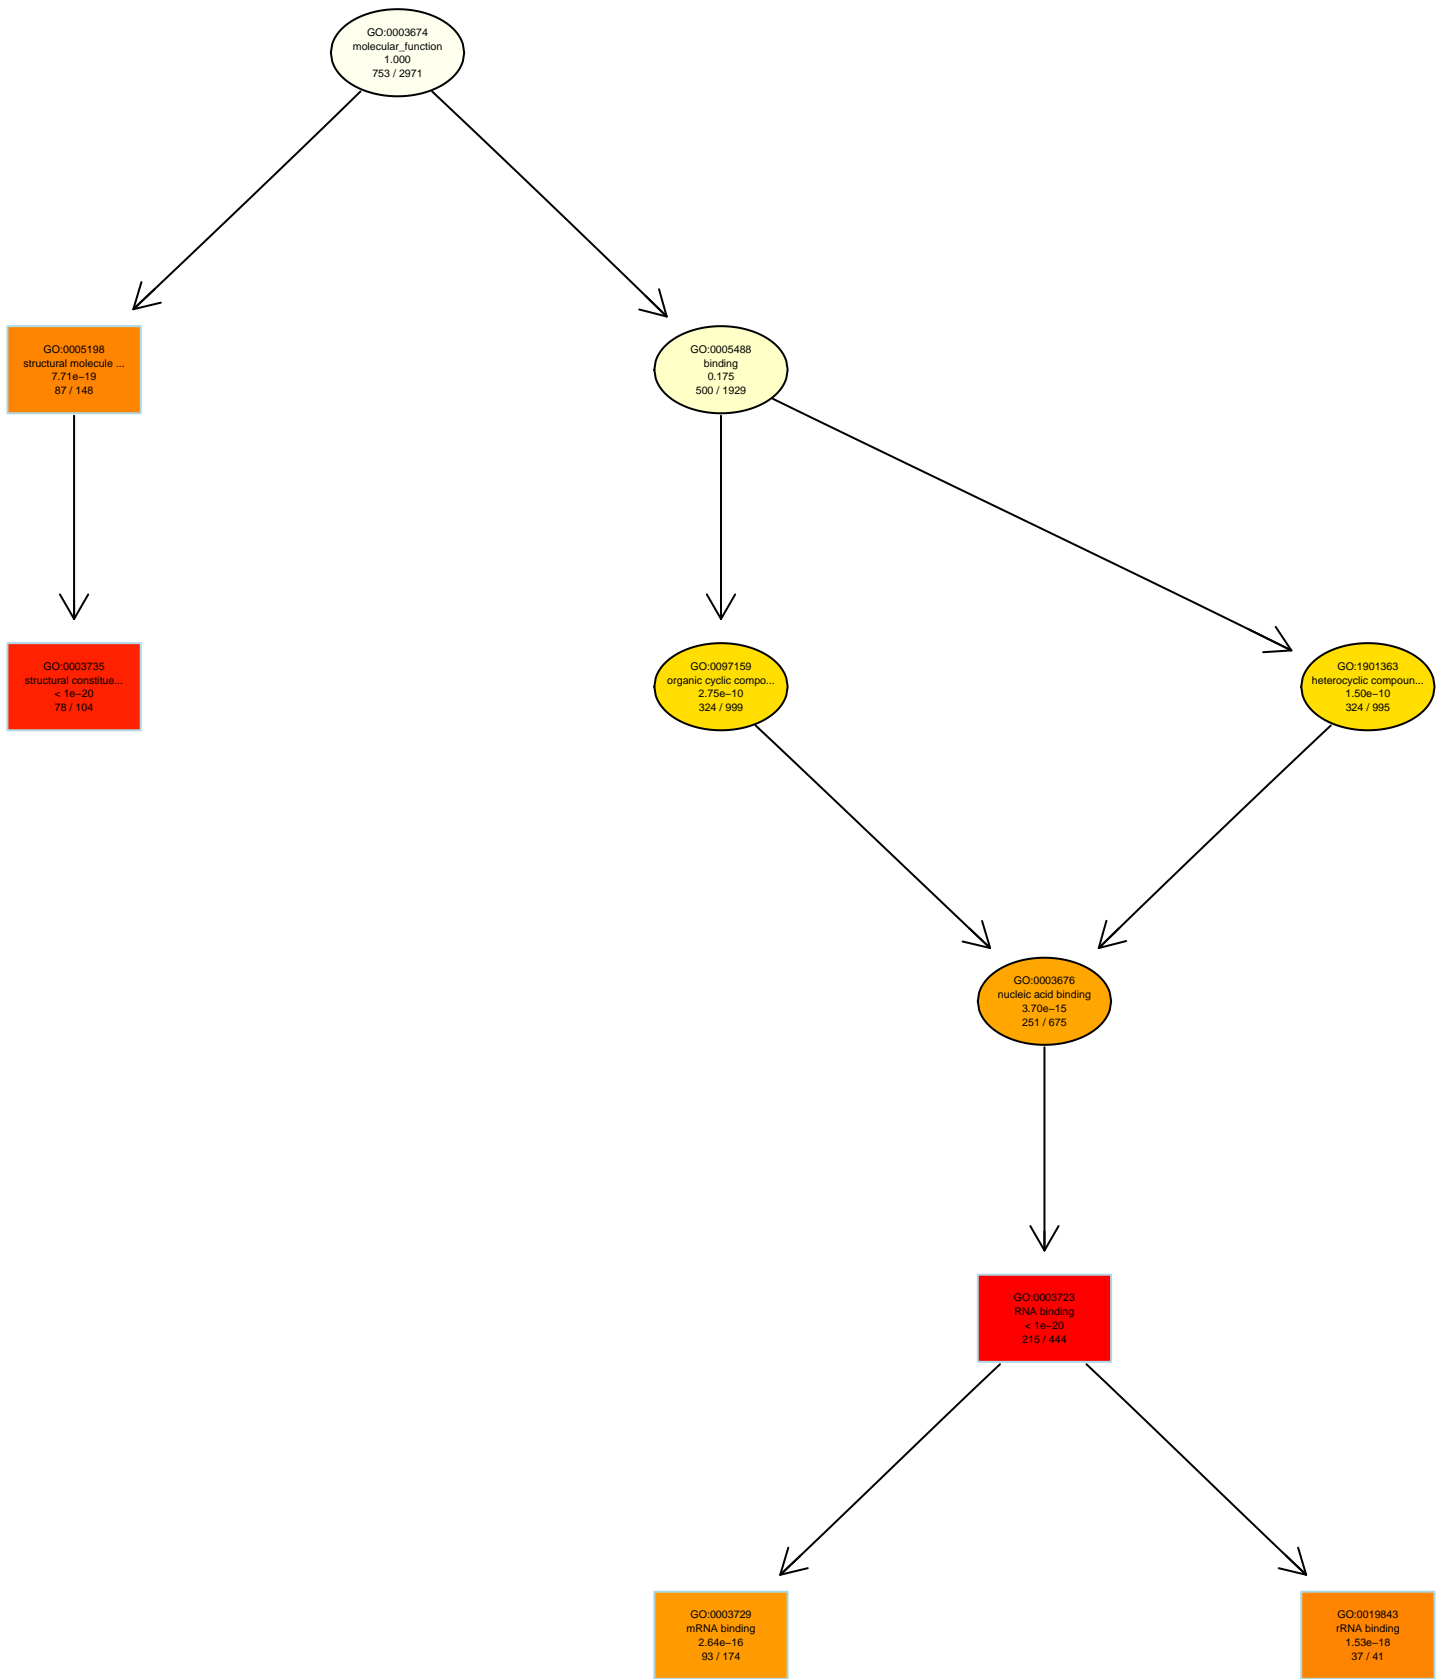 GO:0003674
molecular_function
1.000
753 / 2971
GO:0005198
structural molecule ...
7.71e−19
87 / 148
GO:0005488
binding
0.175
500 / 1929
GO:0003735
structural constitue...
< 1e−20
78 / 104
GO:0097159
organic cyclic compo...
2.75e−10
324 / 999
GO:1901363
heterocyclic compoun...
1.50e−10
324 / 995
GO:0003676
nucleic acid binding
3.70e−15
251 / 675
GO:0003723
RNA binding
< 1e−20
215 / 444
GO:0003729
mRNA binding
2.64e−16
93 / 174
GO:0019843
rRNA binding
1.53e−18
37 / 41